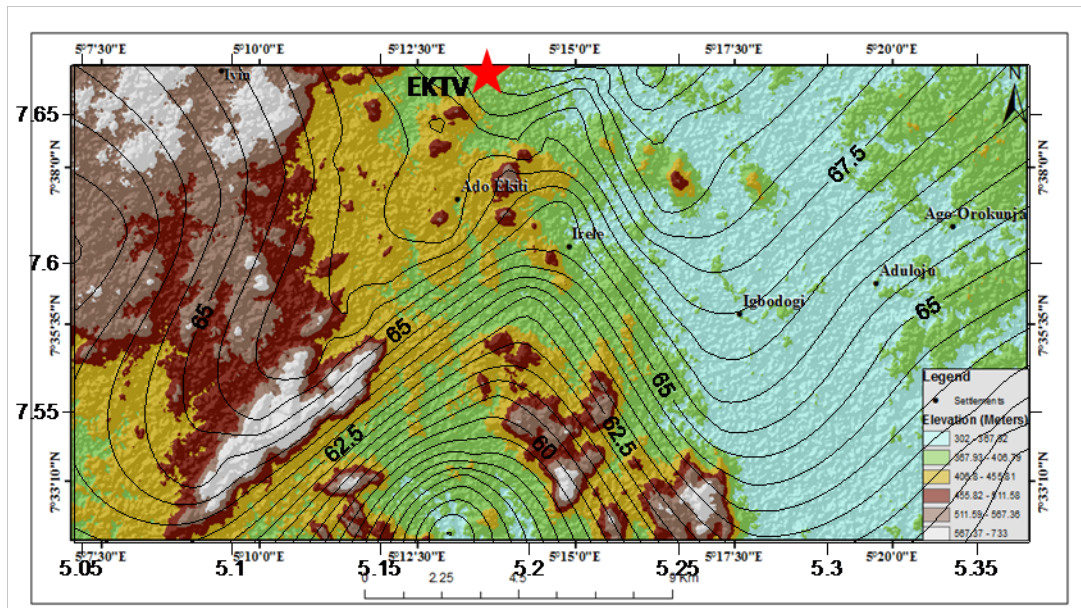 5°7'30"E 5°10'0"E 5°12'30"E 5°15'0"E 5°17'30"E 5°20'0"E
EKTV
N
7.65
7°38'0"N
7.6
7°35'35"N
7.55
7°33'10"N
67.5
65
65
65
65
62.5
62.5
60
Ado Ekiti
Irele
Igbodogi
Aduloju
Ago Orokunja
7°38'0"N
7°35'35"N
7°33'10"N
Legend
Settlements
Elevation (Meters)
302 - 367.92
367.93 - 406.79
406.8 - 455.81
455.82 - 511.58
511.59 - 567.36
567.37 - 733
5°7'30"E 5°10'0"E 5°12'30"E 5°15'0"E 5°17'30"E 5°20'0"E
5.05 5.1 5.15 5.2 5.25 5.3 5.35
0 2.25 4.5 9 Km